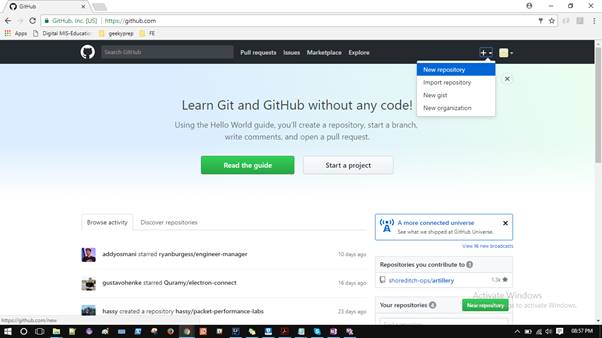 GitHub
GitHub, Inc. [US] | https://github.com
Apps
Digital MIS-Education
geekyprep
FE
Search GitHub
Pull requests
Issues
Marketplace
Explore
New repository
Import repository
New gist
New organization
Learn Git and GitHub without any code!
Using the Hello World guide, you'll create a repository, start a branch,
write comments, and open a pull request.
Read the guide
Start a project
Browse activity
Discover repositories
addyosmani starred ryanburgess/engineer-manager
10 days ago
gustavohenke starred Quramy/electron-connect
16 days ago
hassy created a repository hassy/packet-performance-labs
23 days ago
A more connected universe
See what we shipped at GitHub Universe.
View 16 new broadcasts
Repositories you contribute to 1
shoreditch-ops/artillery
1.3k
Your repositories 4
New repository
Activate Windows
to activate Windows.
https://github.com/new
08:57 PM